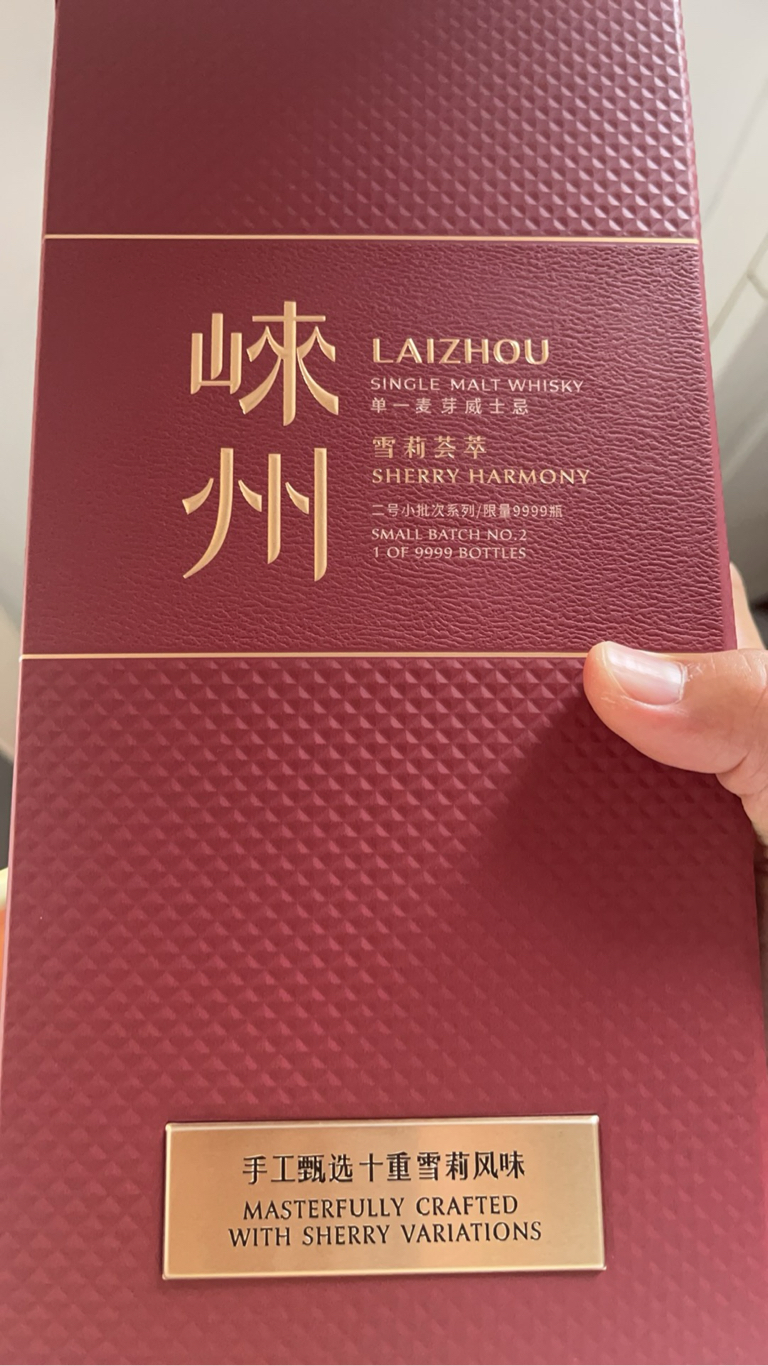 崃州
LAIZHOU
SINGLE MALT WHISKY
单一麦芽威士忌
雪莉荟萃
SHERRY HARMONY
二号小批次系列/限量9999瓶
SMALL BATCH NO.2
1 OF 9999 BOTTLES
手工甄选十重雪莉风味
MASTERFULLY CRAFTED
WITH SHERRY VARIATIONS